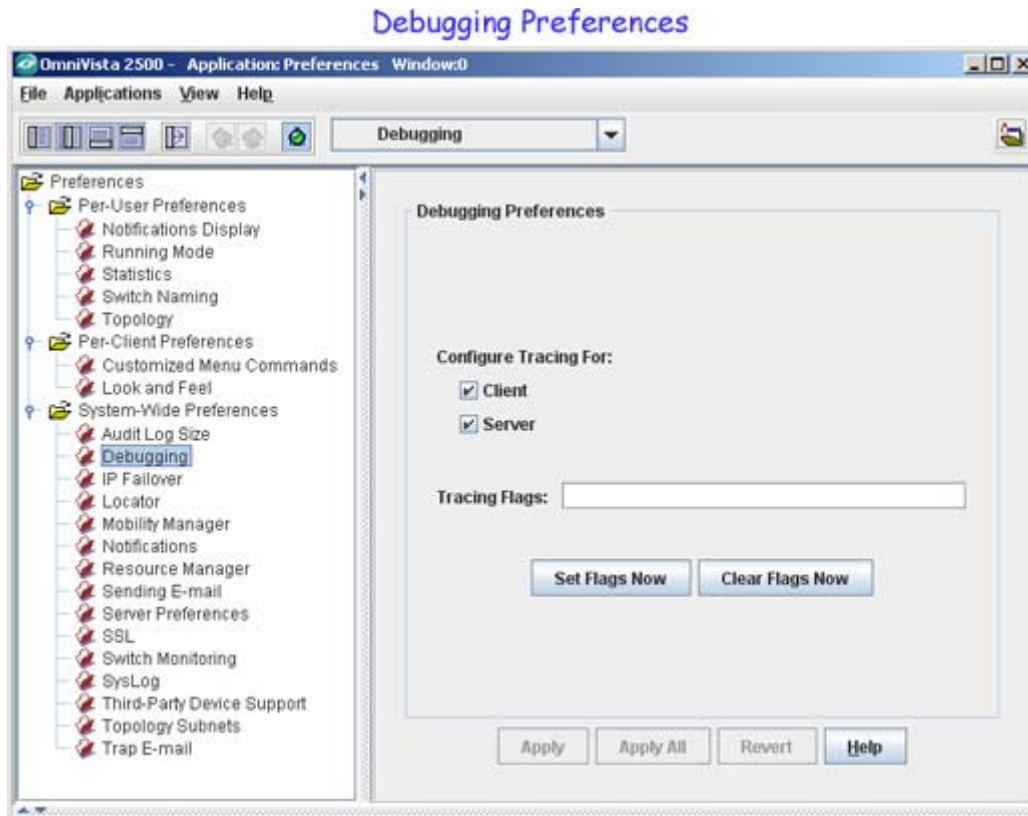 Debugging Preferences
OmniVista 2500 - Application: Preferences Window:0
File Applications View Help
Debugging
Preferences
Per-User Preferences
Notifications Display
Running Mode
Statistics
Switch Naming
Topology
Per-Client Preferences
Customized Menu Commands
Look and Feel
System-Wide Preferences
Audit Log Size
Debugging
IP Failover
Locator
Mobility Manager
Notifications
Resource Manager
Sending E-mail
Server Preferences
SSL
Switch Monitoring
SysLog
Third-Party Device Support
Topology Subnets
Trap E-mail
Debugging Preferences
Configure Tracing For:
Client
Server
Tracing Flags:
Set Flags Now Clear Flags Now
Apply Apply All Revert Help